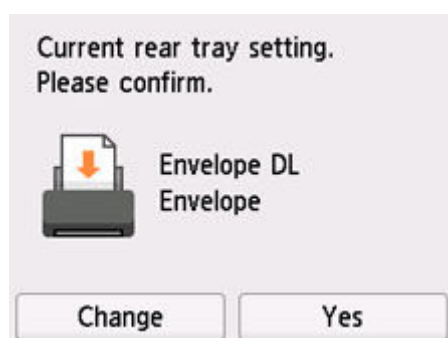 Current rear tray setting.
Please confirm.
Envelope DL
Envelope
Change
Yes